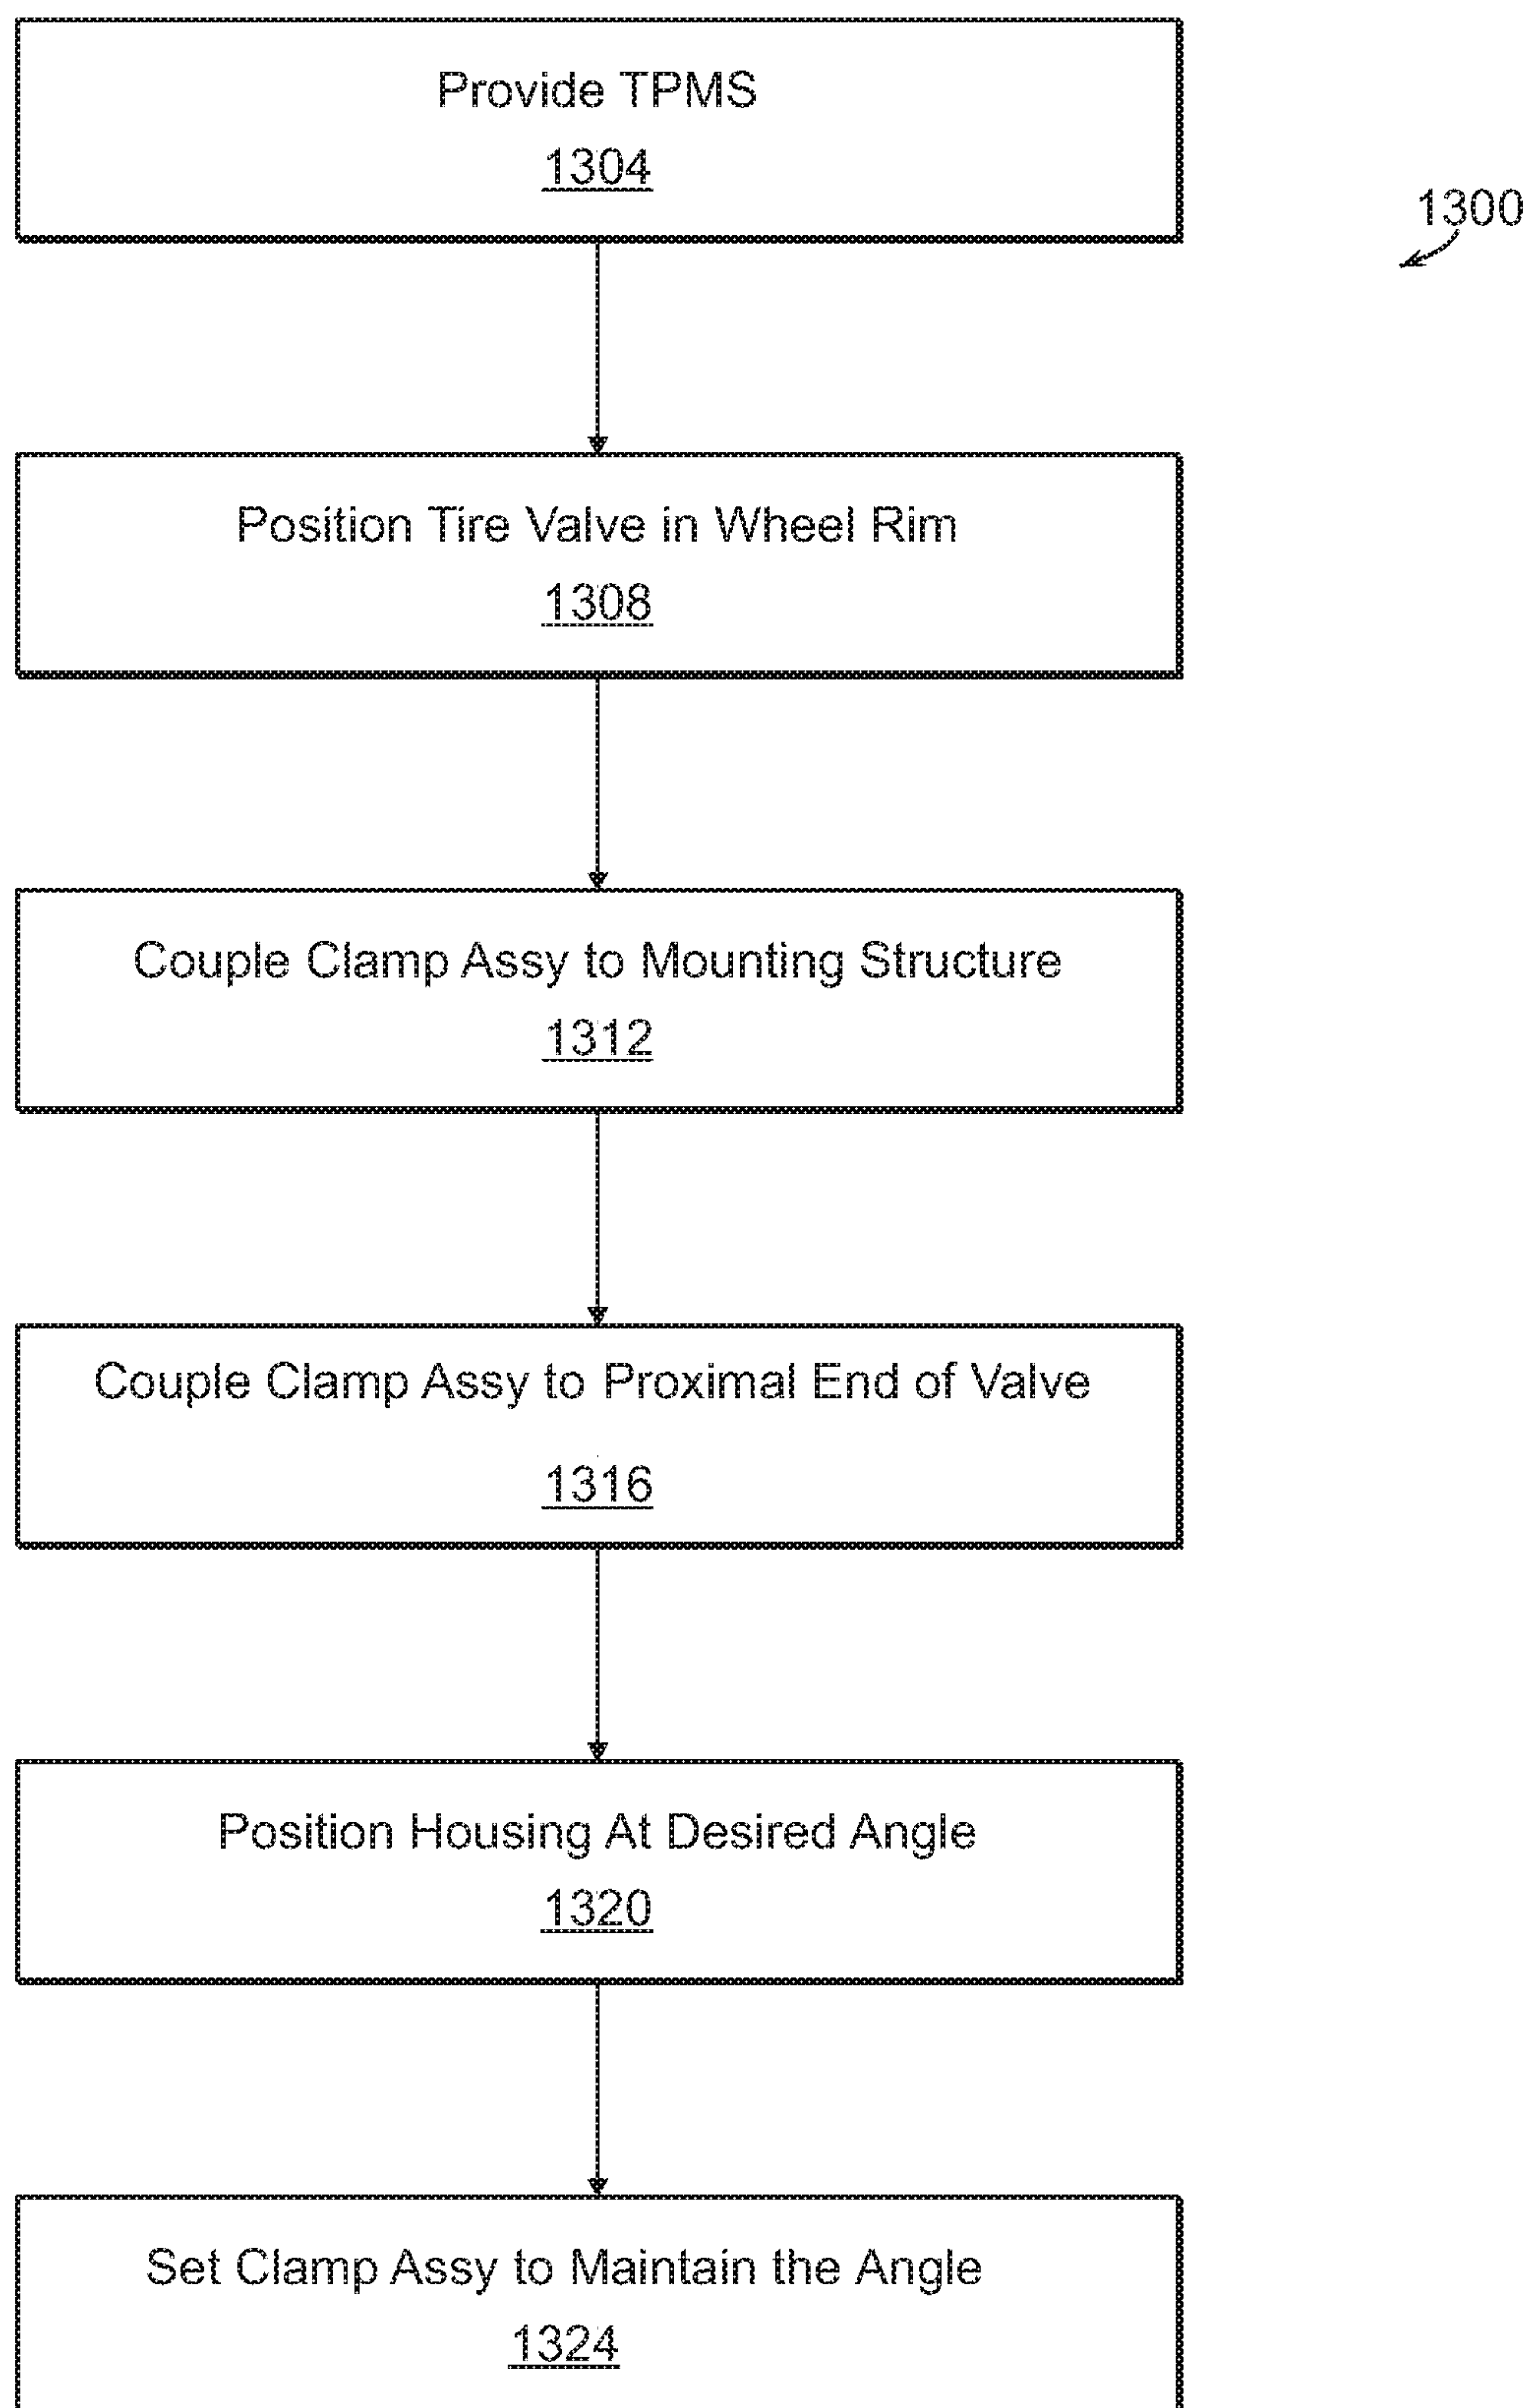 Provide TPMS
1304
1300
Position Tire Valve in Wheel Rim
1308
Couple Clamp Assy to Mounting Structure
1312
Couple Clamp Assy to Proximal End of Valve
1316
Position Housing At Desired Angle
1320
Set Clamp Assy to Maintain the Angle
1324